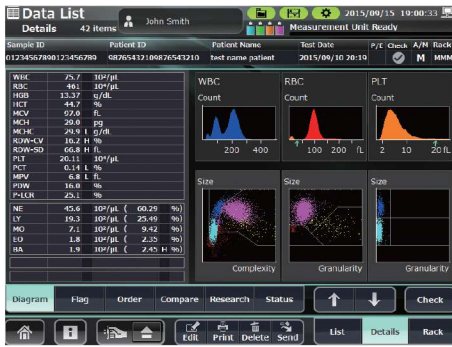 Data List
Details 42 items
John Smith
2015/09/15 19:00:33
Measurement Unit Ready
Sample ID Patient ID Patient Name Test Date P/E Check A/M Rack
01234567890123456789 98765432109876543210 test name patient 2015/09/10 20:19 M MMM
WBC 75.7 10²/µL
RBC 461 10⁴/µL
HGB 13.37 g/dL
HCT 44.7 %
MCV 97.0 fL
MCH 29.0 pg
MCHC 29.9 L g/dL
RDW-CV 16.2 H %
RDW-SD 66.8 H fL
PLT 20.11 10⁴/µL
PCT 0.14 L %
MPV 6.8 L fL
PDW 16.0 %
P-LCR 25.1 %
NE 45.6 10²/µL ( 60.29 %)
LY 19.3 10²/µL ( 25.49 %)
MO 7.1 10²/µL ( 9.42 %)
EO 1.8 10²/µL ( 2.35 %)
BA 1.9 10²/µL ( 2.45 H %)
WBC RBC PLT
Count Count Count
200 400 100 200 fL 2 10 20 fL
Size Size Size
Complexity Granularity Granularity
Diagram Flag Order Compare Research Status Check
Edit Print Delete Send List Details Rack